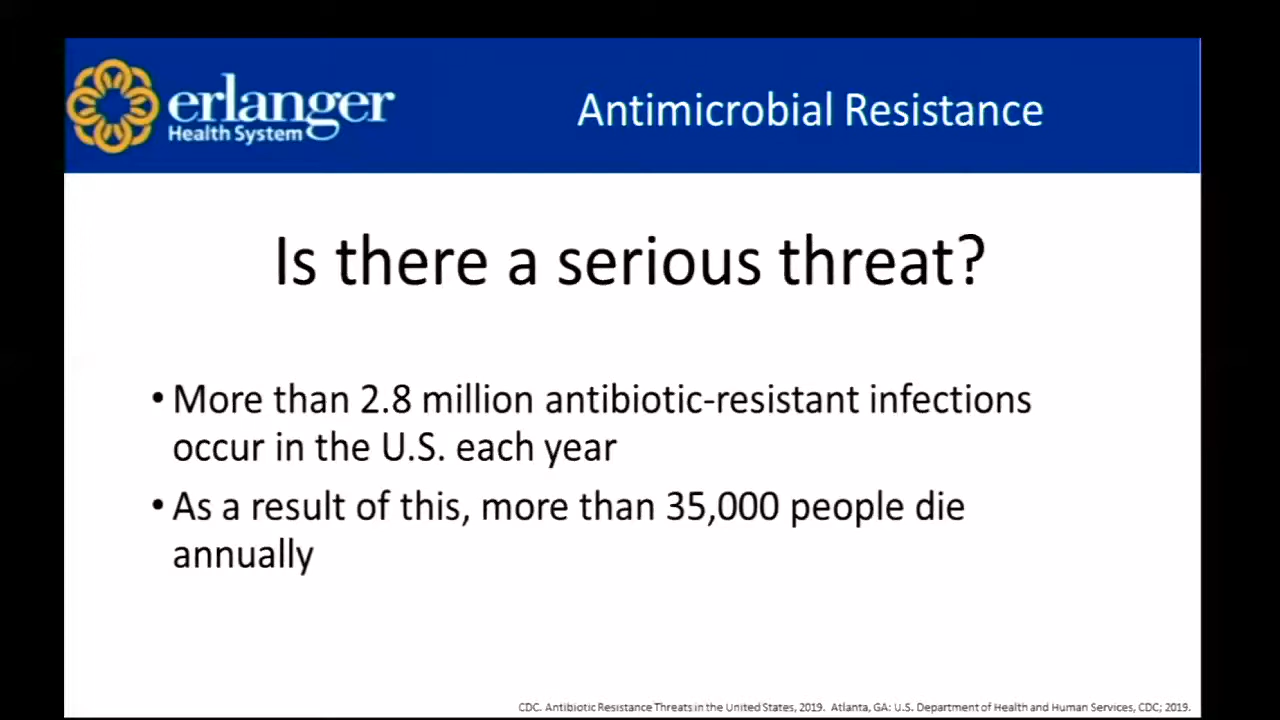 erlanger
Health System
Antimicrobial Resistance
Is there a serious threat?
• More than 2.8 million antibiotic-resistant infections
occur in the U.S. each year
• As a result of this, more than 35,000 people die
annually
CDC. Antibiotic Resistance Threats in the United States, 2019. Atlanta, GA: U.S. Department of Health and Human Services, CDC; 2019.